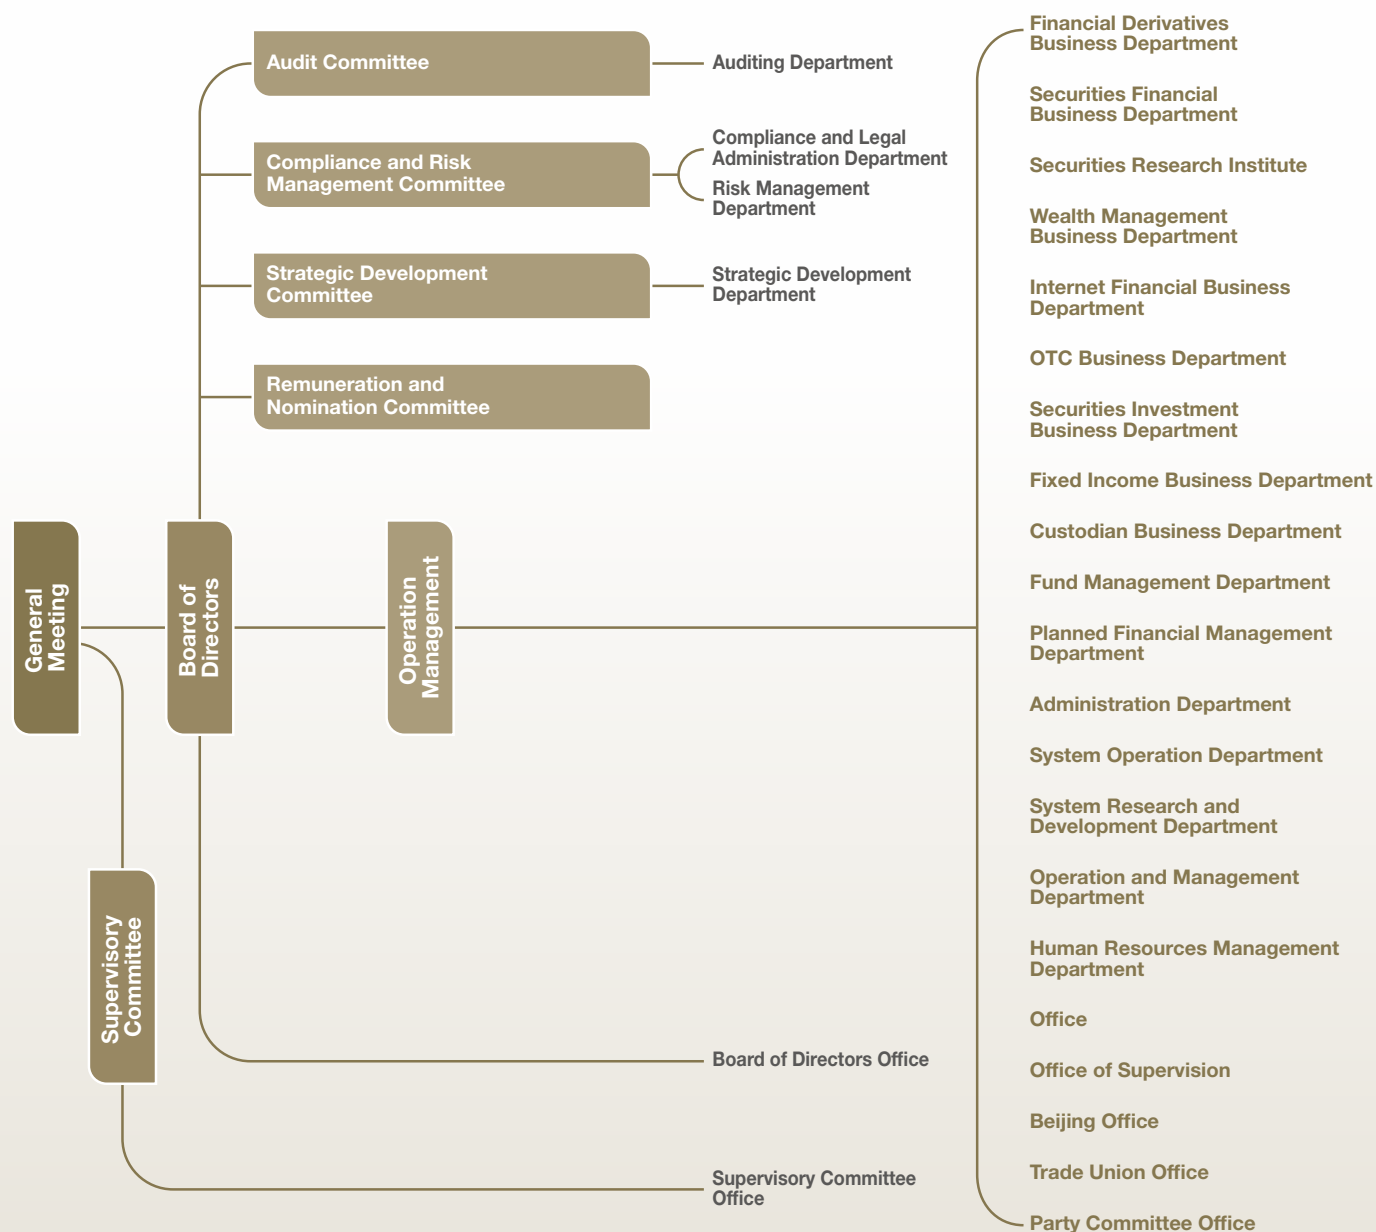 Audit Committee
Auditing Department
Compliance and Risk
Management Committee
Compliance and Legal
Administration Department
Risk Management
Department
Strategic Development
Committee
Strategic Development
Department
Remuneration and
Nomination Committee
General
Meeting
Board of
Directors
Operation
Management
Supervisory
Committee
Board of Directors Office
Supervisory Committee
Office
Financial Derivatives
Business Department
Securities Financial
Business Department
Securities Research Institute
Wealth Management
Business Department
Internet Financial Business
Department
OTC Business Department
Securities Investment
Business Department
Fixed Income Business Department
Custodian Business Department
Fund Management Department
Planned Financial Management
Department
Administration Department
System Operation Department
System Research and
Development Department
Operation and Management
Department
Human Resources Management
Department
Office
Office of Supervision
Beijing Office
Trade Union Office
Party Committee Office